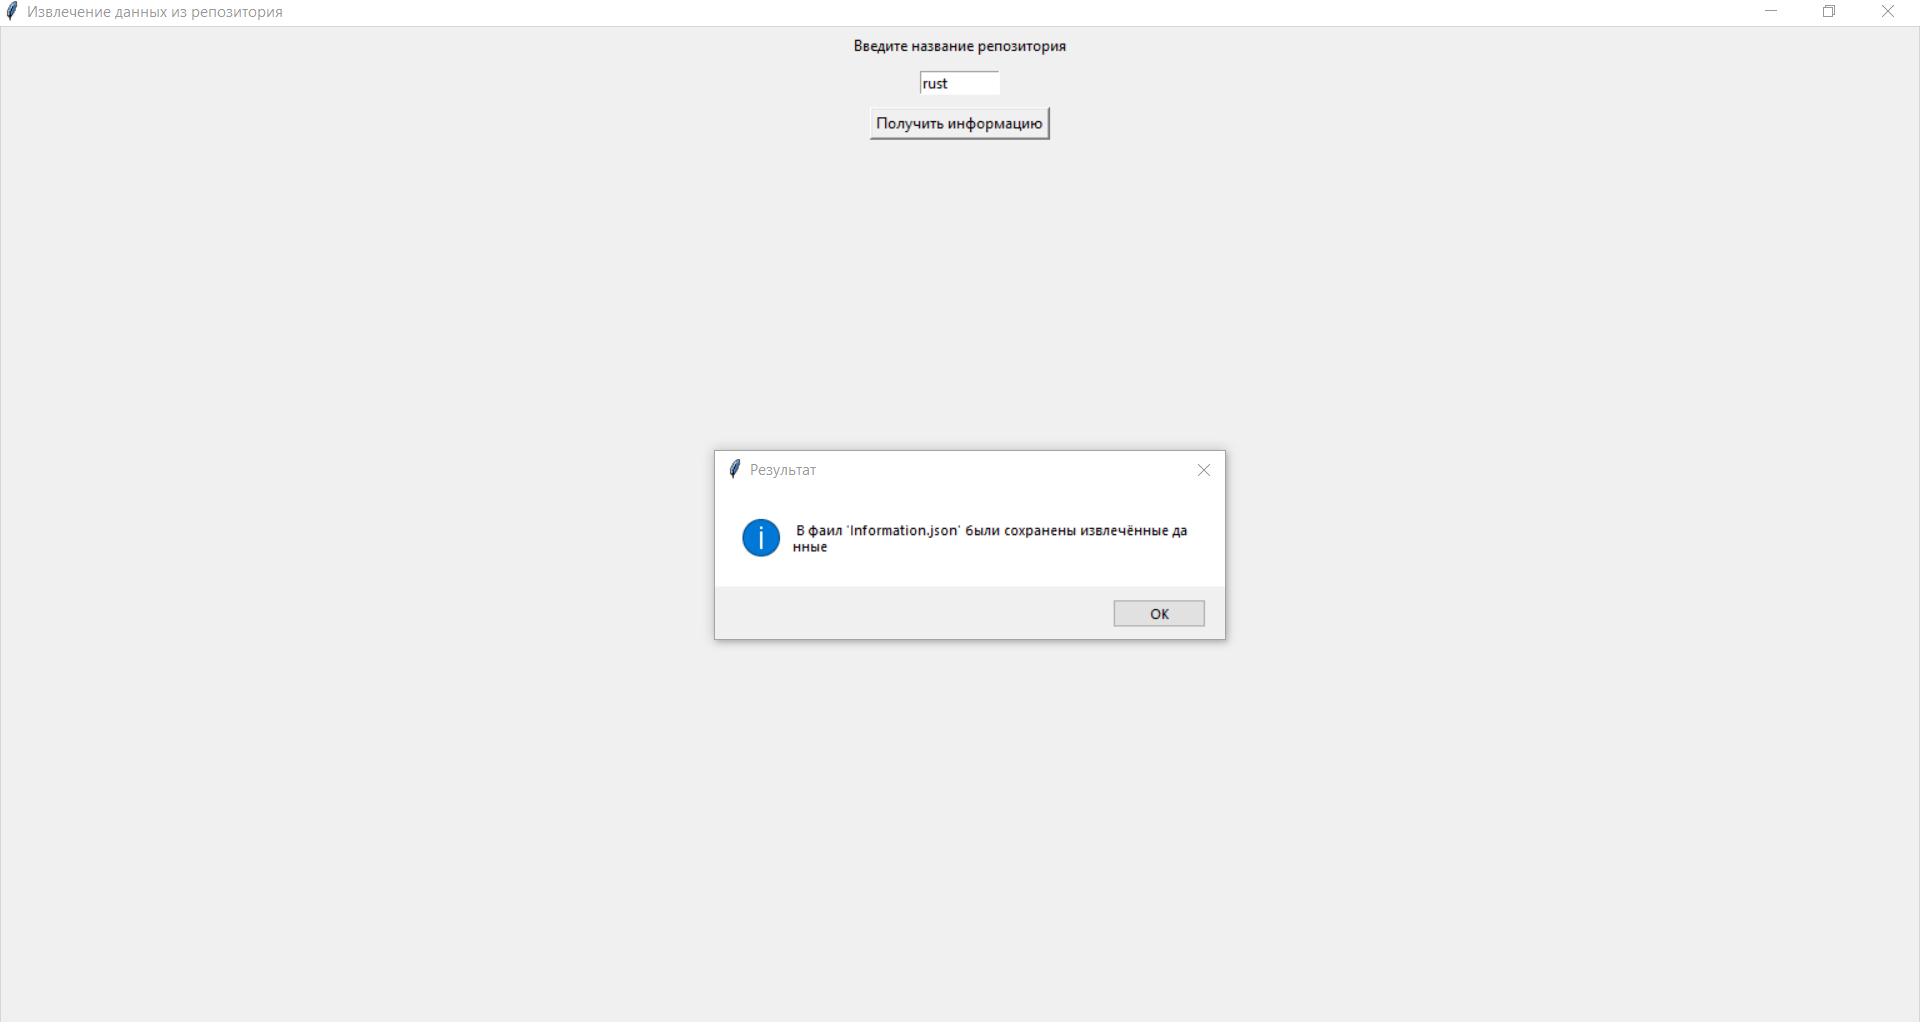 Извлечение данных из репозитория
Введите название репозитория
rust
Получить информацию
Результат
В фаил 'Information.json' были сохранены извлечённые да
нные
OK